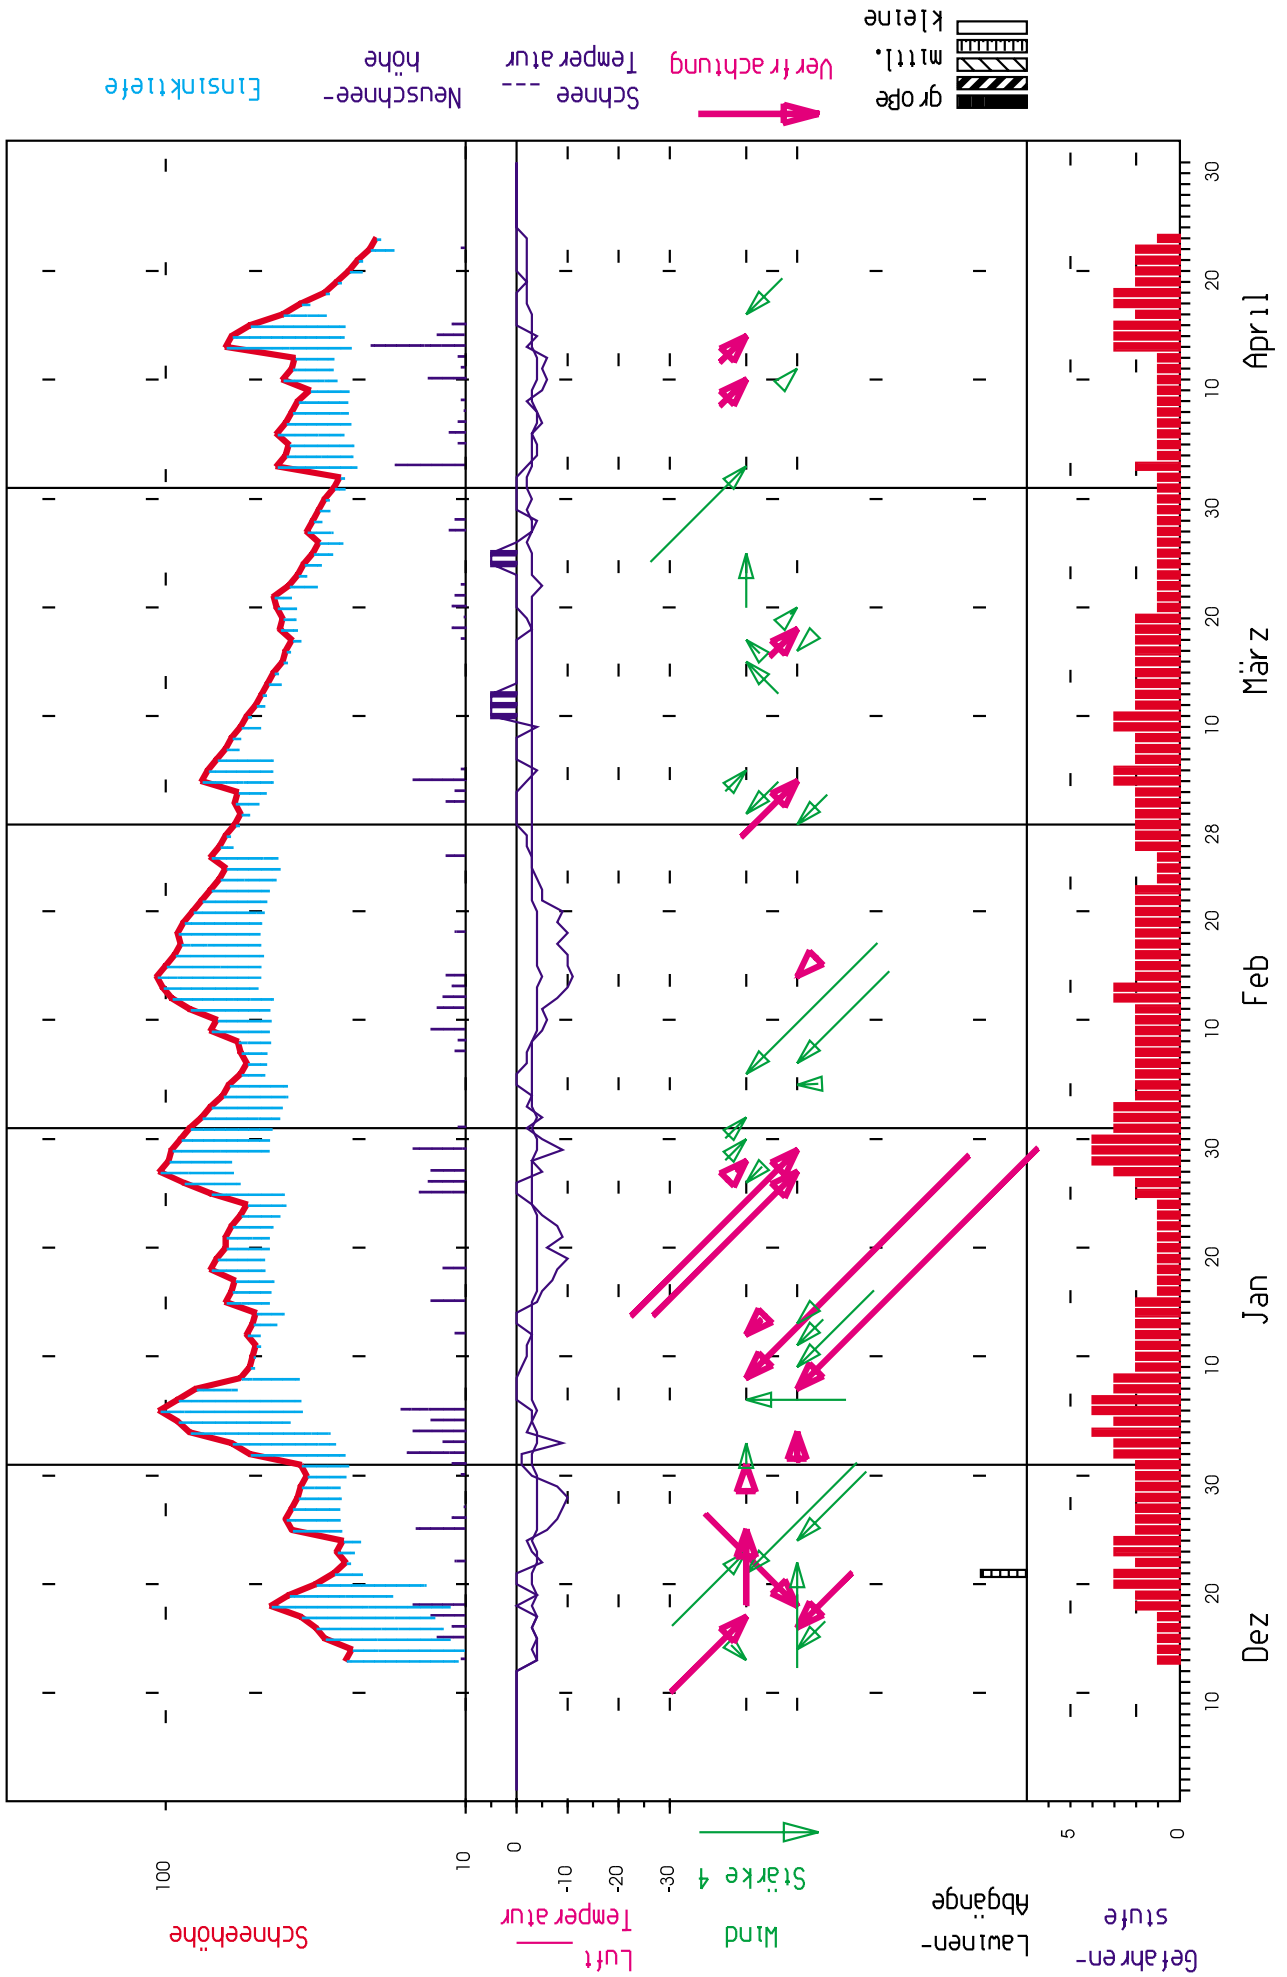 Schneehöhe
Einsinktiefe
Neuschnee-
höhe
Luft
Temperatur
Schnee
Temperatur
Wind
Stärke 4
Verfrachtung
Lawinen-
Abgänge
große
mittl.
kleine
Gefahren-
stufe
100
10
0
-10
-20
-30
5
0
10
20
30
10
20
30
10
20
28
10
20
30
10
20
30
Dez
Jan
Feb
März
April